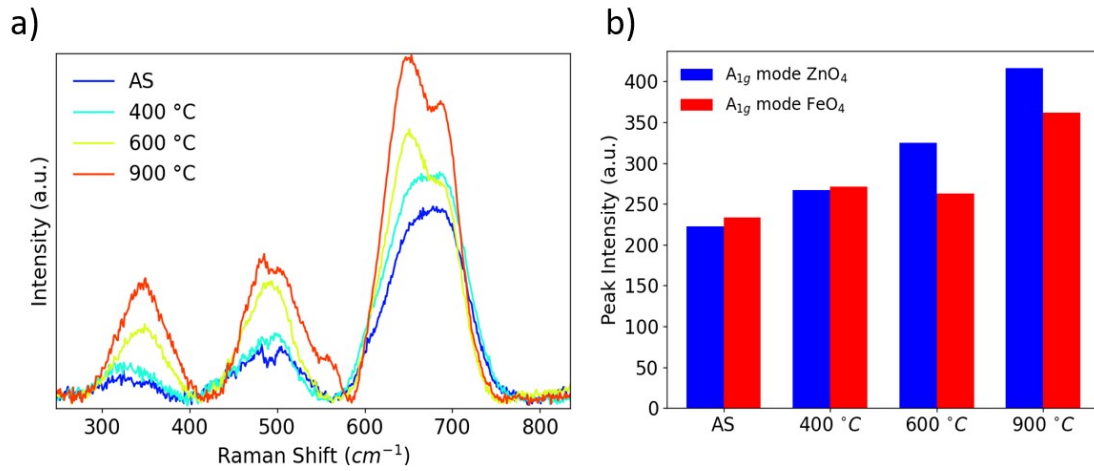 a)
AS
400 °C
600 °C
900 °C
Intensity (a.u.)
300 400 500 600 700 800
Raman Shift (cm⁻¹)
b)
A₁g mode ZnO₄
A₁g mode FeO₄
Peak Intensity (a.u.)
400
350
300
250
200
150
100
50
0
AS 400 °C 600 °C 900 °C